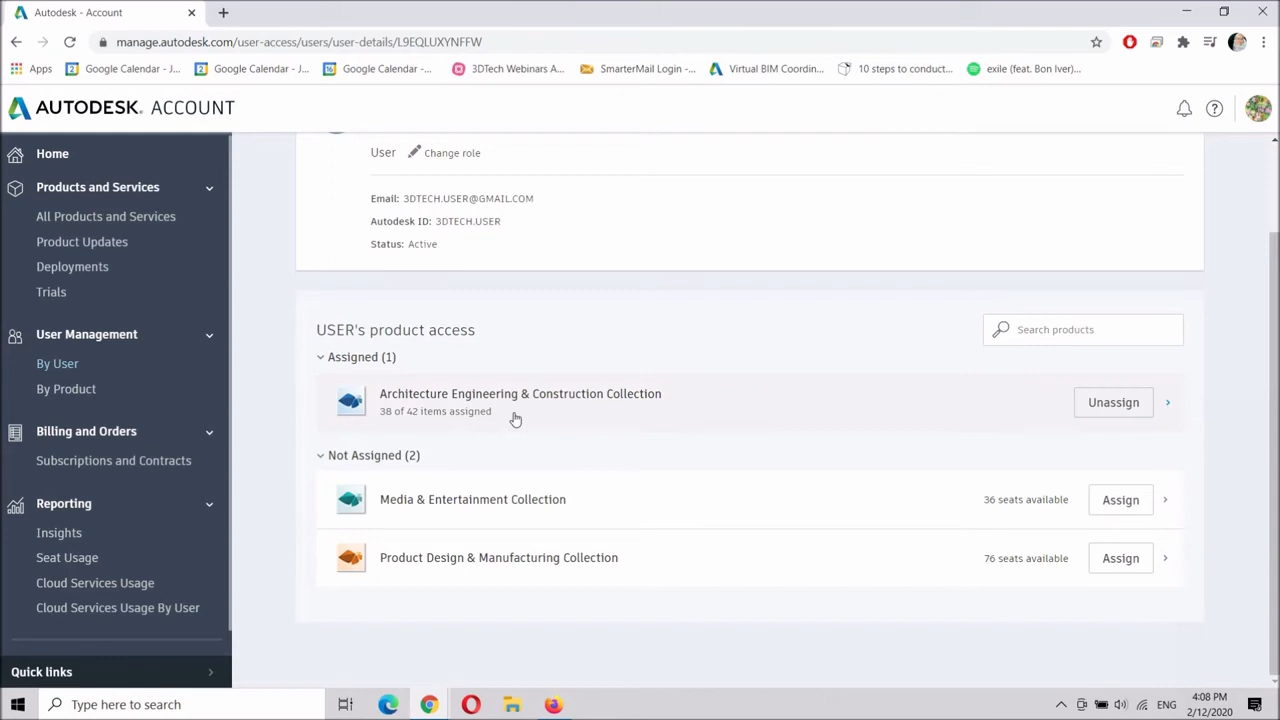 Autodesk - Account
manage.autodesk.com/user-access/users/user-details/L9EQLUXYNFFW
Apps
Google Calendar - J...
Google Calendar - J...
Google Calendar -...
3DTech Webinars A...
SmarterMail Login -...
Virtual BIM Coordin...
10 steps to conduct...
exile (feat. Bon Iver)...
AUTODESK. ACCOUNT
Home
Products and Services
All Products and Services
Product Updates
Deployments
Trials
User Management
By User
By Product
Billing and Orders
Subscriptions and Contracts
Reporting
Insights
Seat Usage
Cloud Services Usage
Cloud Services Usage By User
Quick links
User Change role
Email: 3DTECH.USER@GMAIL.COM
Autodesk ID: 3DTECH.USER
Status: Active
USER's product access
Search products
Assigned (1)
Architecture Engineering & Construction Collection
38 of 42 items assigned
Unassign
Not Assigned (2)
Media & Entertainment Collection
36 seats available
Assign
Product Design & Manufacturing Collection
76 seats available
Assign
Type here to search
ENG
4:08 PM
2/12/2020